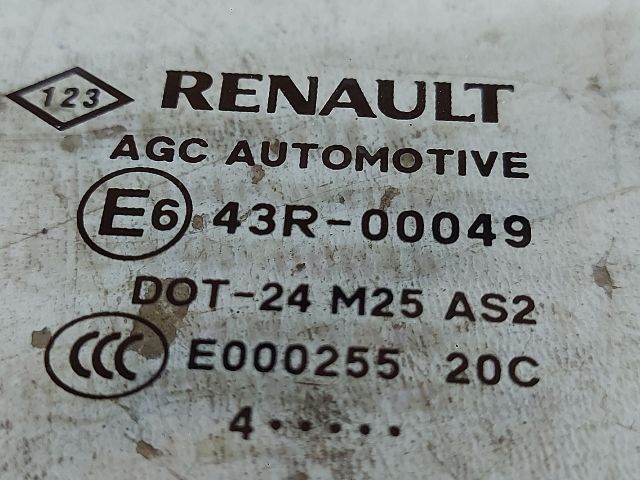 123 RENAULT
AGC AUTOMOTIVE
E6 43R-00049
DOT-24 M25 AS2
CCC E000255 20C
4•••••